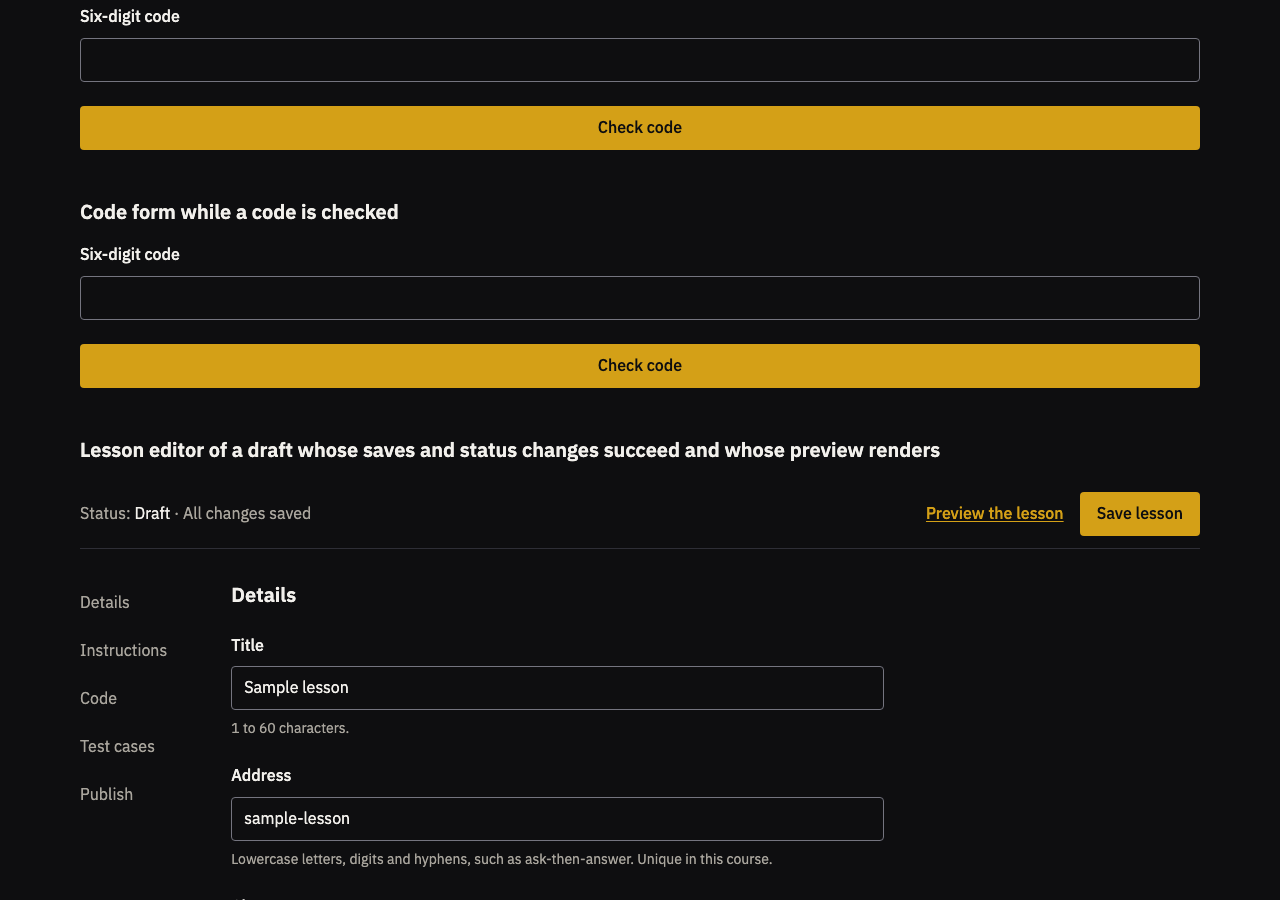 Six-digit code
Check code
Code form while a code is checked
Six-digit code
Check code
Lesson editor of a draft whose saves and status changes succeed and whose preview renders
Status: Draft · All changes saved
Preview the lesson
Save lesson
Details
Instructions
Code
Test cases
Publish
Details
Title
Sample lesson
1 to 60 characters.
Address
sample-lesson
Lowercase letters, digits and hyphens, such as ask-then-answer. Unique in this course.